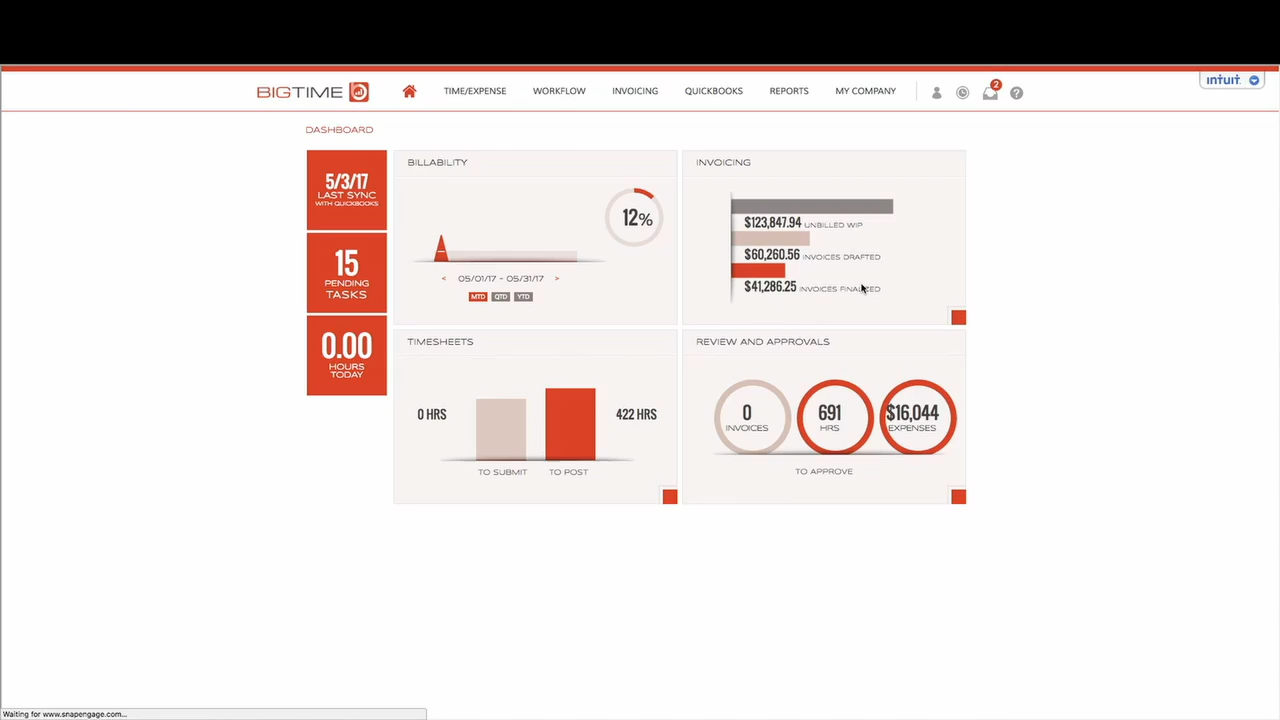 BIGTIME
TIME/EXPENSE
WORKFLOW
INVOICING
QUICKBOOKS
REPORTS
MY COMPANY
2
?
intuit
DASHBOARD
5/3/17
LAST SYNC
WITH QUICKBOOKS
15
PENDING
TASKS
0.00
HOURS
TODAY
BILLABILITY
12%
< 05/01/17 - 05/31/17 >
MTD QTD YTD
INVOICING
$123,847.94 UNBILLED WIP
$60,260.56 INVOICES DRAFTED
$41,286.25 INVOICES FINALIZED
TIMESHEETS
0 HRS
422 HRS
TO SUBMIT
TO POST
REVIEW AND APPROVALS
0
INVOICES
691
HRS
$16,044
EXPENSES
TO APPROVE
Waiting for www.snapengage.com...